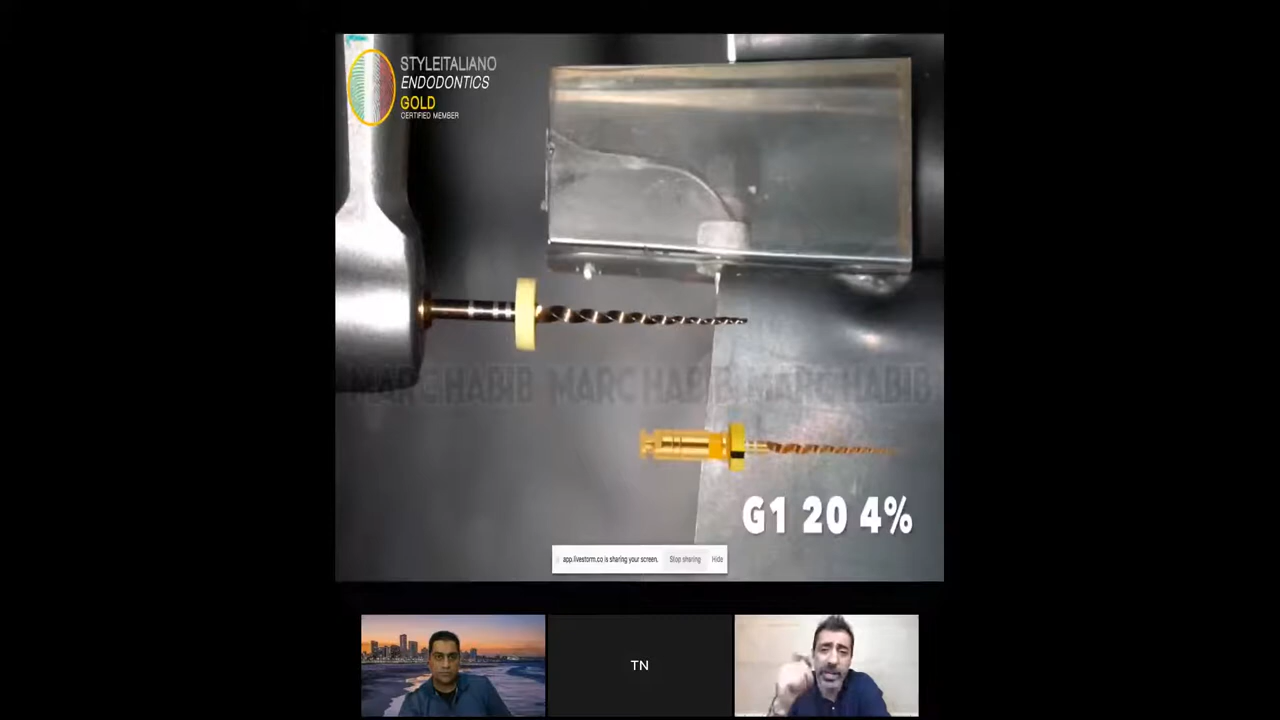 STYLEITALIANO
ENDODONTICS
GOLD
CERTIFIED MEMBER
MARC HABIB MARC HABIB MARC HABIB
G1 20 4%
app.livestorm.co is sharing your screen. Stop sharing Hide
TN